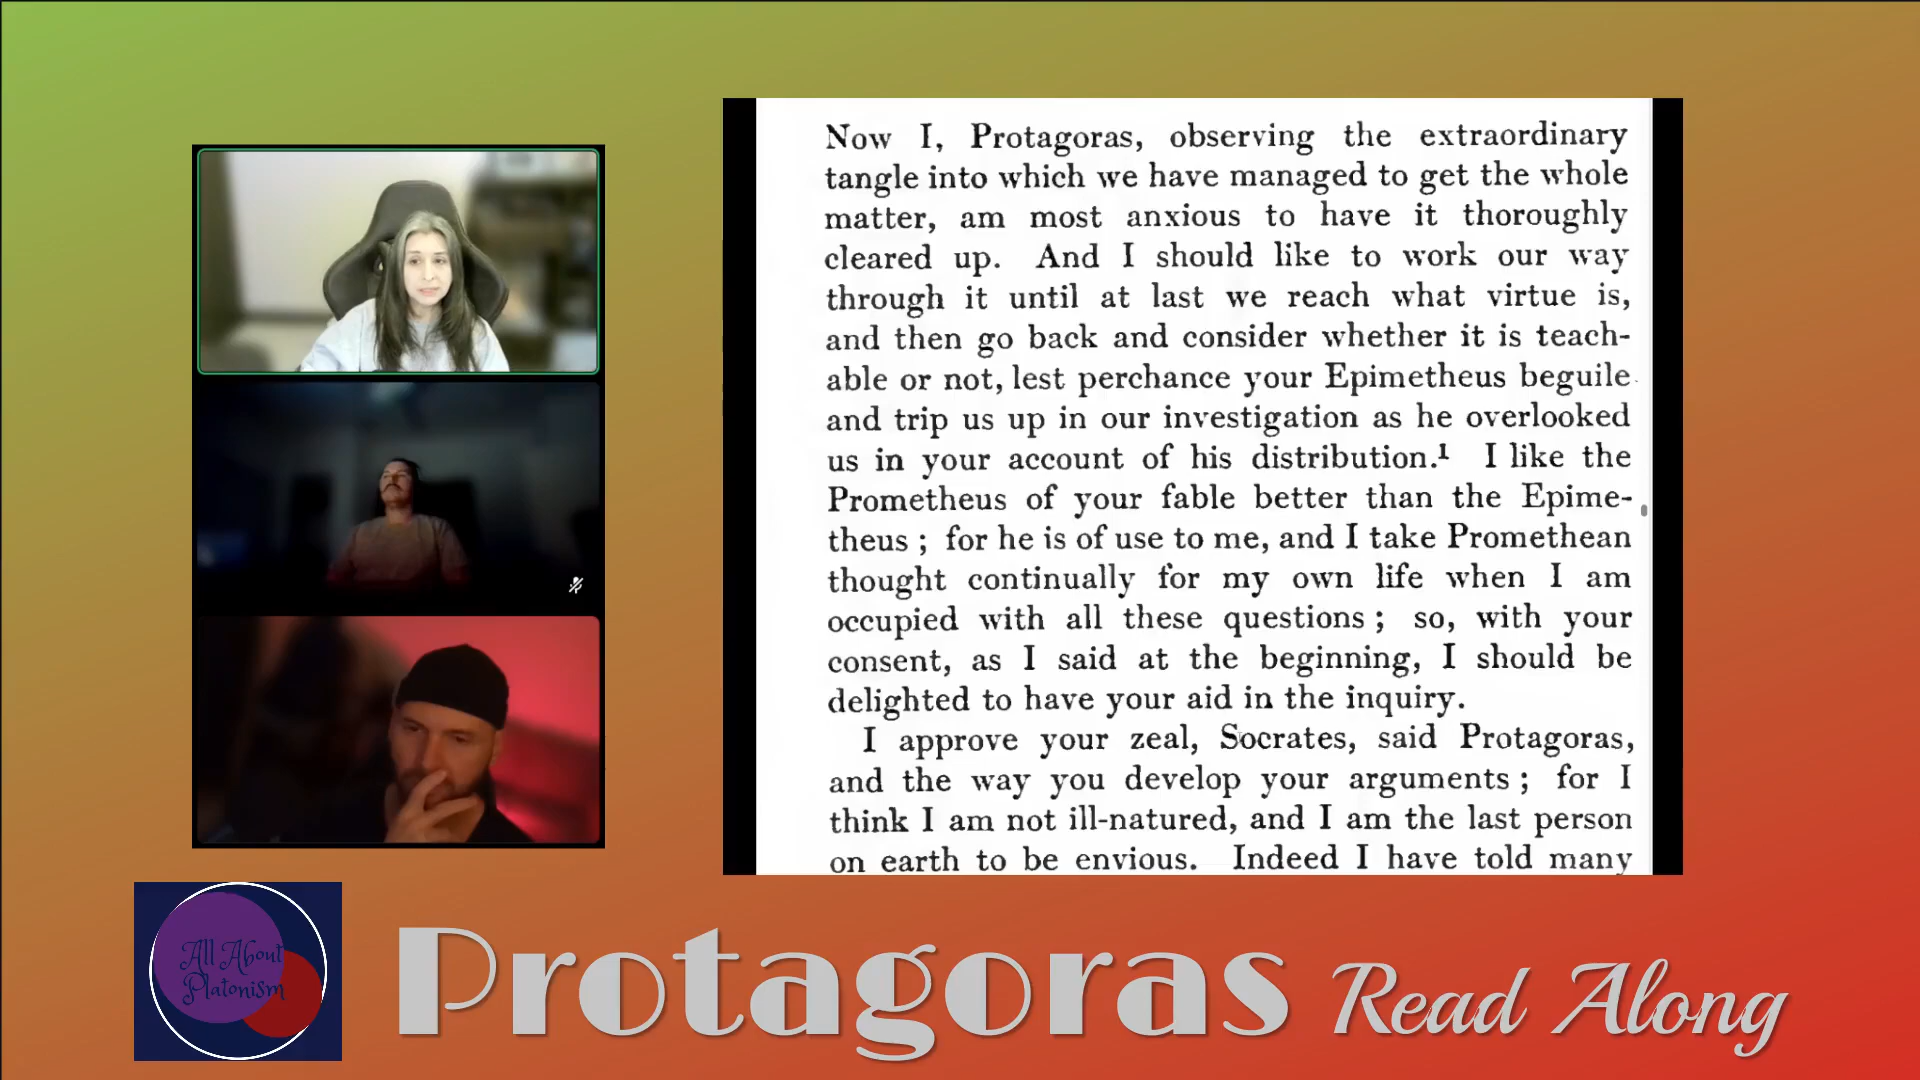 Now I, Protagoras, observing the extraordinary
tangle into which we have managed to get the whole
matter, am most anxious to have it thoroughly
cleared up. And I should like to work our way
through it until at last we reach what virtue is,
and then go back and consider whether it is teach-
able or not, lest perchance your Epimetheus beguile
and trip us up in our investigation as he overlooked
us in your account of his distribution.¹ I like the
Prometheus of your fable better than the Epime-
theus ; for he is of use to me, and I take Promethean
thought continually for my own life when I am
occupied with all these questions ; so, with your
consent, as I said at the beginning, I should be
delighted to have your aid in the inquiry.
I approve your zeal, Socrates, said Protagoras,
and the way you develop your arguments ; for I
think I am not ill-natured, and I am the last person
on earth to be envious. Indeed I have told many
All About
Platonism
Protagoras Read Along